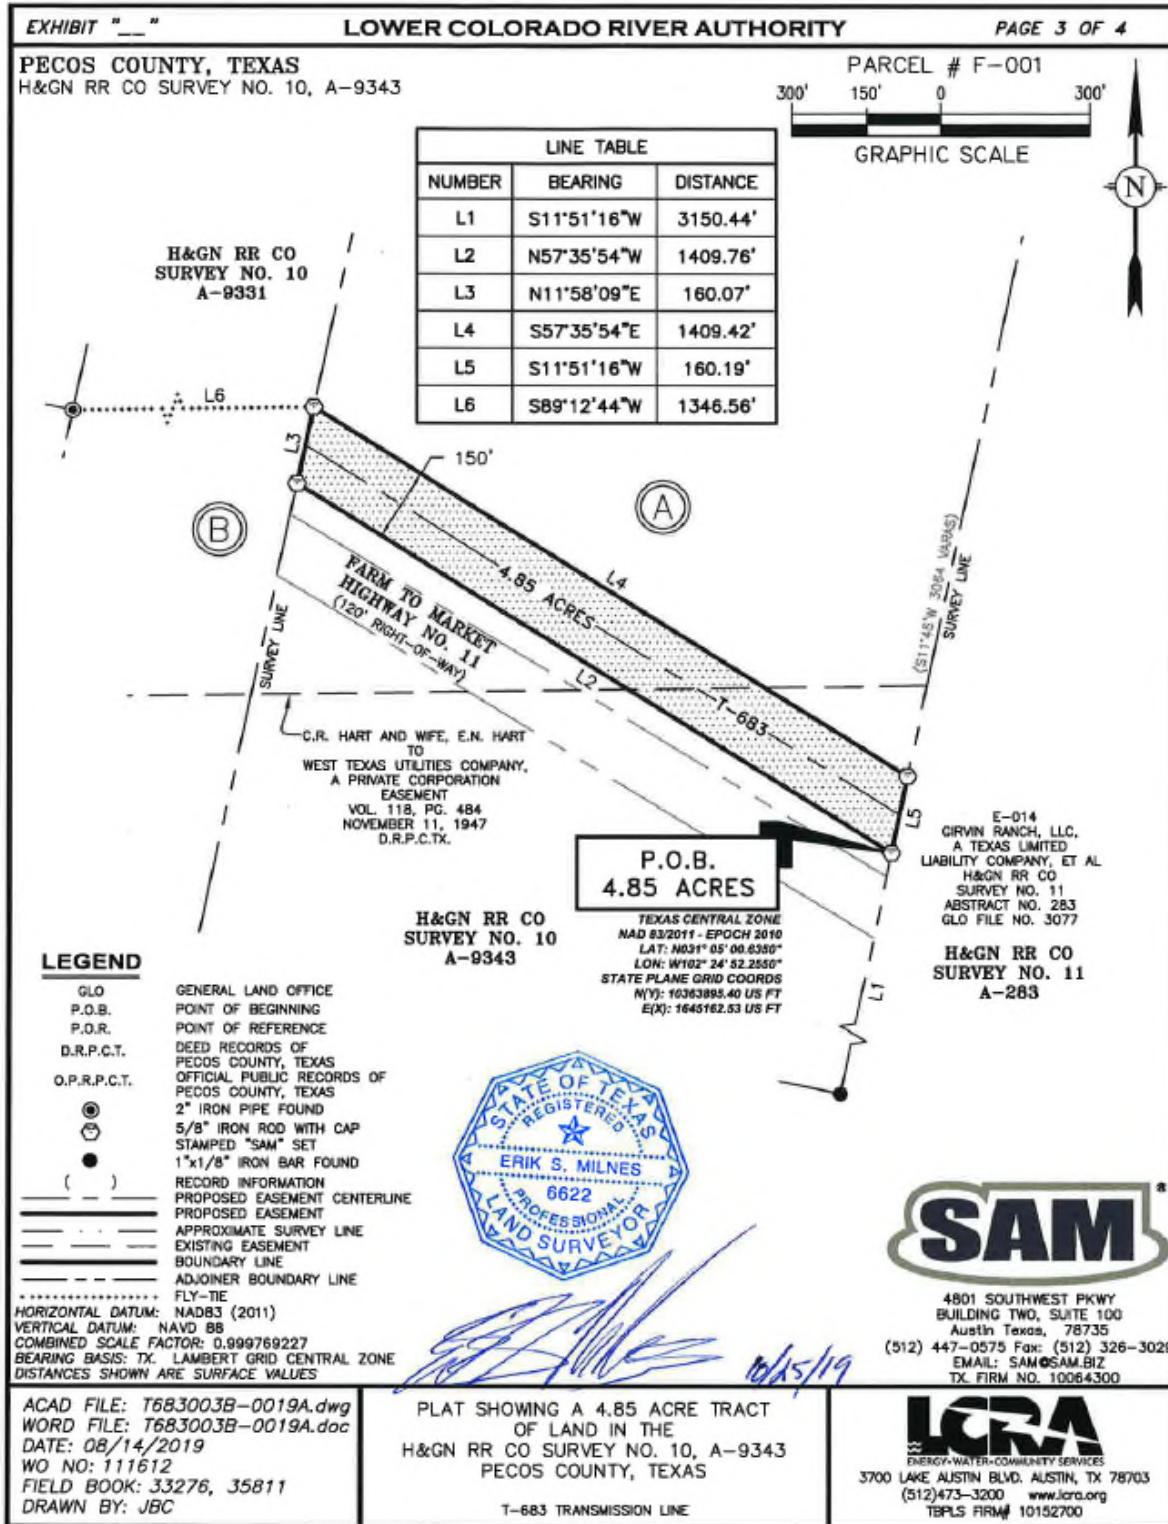 EXHIBIT "__"
LOWER COLORADO RIVER AUTHORITY
PAGE 3 OF 4
PECOS COUNTY, TEXAS
H&GN RR CO SURVEY NO. 10, A-9343
PARCEL # F-001
300' 150' 0 300'
GRAPHIC SCALE
N
LINE TABLE
NUMBER BEARING DISTANCE
L1 S11°51'16"W 3150.44'
L2 N57°35'54"W 1409.76'
L3 N11°58'09"E 160.07'
L4 S57°35'54"E 1409.42'
L5 S11°51'16"W 160.19'
L6 S89°12'44"W 1346.56'
H&GN RR CO
SURVEY NO. 10
A-9331
L6
L3
150'
A
B
4.85 ACRES
L4
FARM TO MARKET
HIGHWAY NO. 11
(120' RIGHT-OF-WAY)
L2
T-683
SURVEY LINE
(S11°48'W 3064 VARAS)
SURVEY LINE
C.R. HART AND WIFE, E.N. HART
TO
WEST TEXAS UTILITIES COMPANY,
A PRIVATE CORPORATION
EASEMENT
VOL. 118, PG. 484
NOVEMBER 11, 1947
D.R.P.C.TX.
L5
P.O.B.
4.85 ACRES
E-014
GIRVIN RANCH, LLC,
A TEXAS LIMITED
LIABILITY COMPANY, ET AL
H&GN RR CO
SURVEY NO. 11
ABSTRACT NO. 283
GLO FILE NO. 3077
TEXAS CENTRAL ZONE
NAD 83/2011 - EPOCH 2010
LAT: N031° 05' 00.6350"
LON: W102° 24' 52.2550"
STATE PLANE GRID COORDS
N(Y): 10363895.40 US FT
E(X): 1645162.53 US FT
H&GN RR CO
SURVEY NO. 10
A-9343
H&GN RR CO
SURVEY NO. 11
A-283
L1
LEGEND
GLO GENERAL LAND OFFICE
P.O.B. POINT OF BEGINNING
P.O.R. POINT OF REFERENCE
D.R.P.C.T. DEED RECORDS OF
PECOS COUNTY, TEXAS
O.P.R.P.C.T. OFFICIAL PUBLIC RECORDS OF
PECOS COUNTY, TEXAS
2" IRON PIPE FOUND
5/8" IRON ROD WITH CAP
STAMPED "SAM" SET
1"x1/8" IRON BAR FOUND
( ) RECORD INFORMATION
PROPOSED EASEMENT CENTERLINE
PROPOSED EASEMENT
APPROXIMATE SURVEY LINE
EXISTING EASEMENT
BOUNDARY LINE
ADJOINER BOUNDARY LINE
FLY-TIE
HORIZONTAL DATUM: NAD83 (2011)
VERTICAL DATUM: NAVD 88
COMBINED SCALE FACTOR: 0.999769227
BEARING BASIS: TX. LAMBERT GRID CENTRAL ZONE
DISTANCES SHOWN ARE SURFACE VALUES
STATE OF TEXAS
REGISTERED
ERIK S. MILNES
6622
PROFESSIONAL
LAND SURVEYOR
10/25/19
SAM®
4801 SOUTHWEST PKWY
BUILDING TWO, SUITE 100
Austin Texas, 78735
(512) 447-0575 Fax: (512) 326-3029
EMAIL: SAM@SAM.BIZ
TX. FIRM NO. 10064300
ACAD FILE: T683003B-0019A.dwg
WORD FILE: T683003B-0019A.doc
DATE: 08/14/2019
WO NO: 111612
FIELD BOOK: 33276, 35811
DRAWN BY: JBC
PLAT SHOWING A 4.85 ACRE TRACT
OF LAND IN THE
H&GN RR CO SURVEY NO. 10, A-9343
PECOS COUNTY, TEXAS
T-683 TRANSMISSION LINE
LCRA
ENERGY•WATER•COMMUNITY SERVICES
3700 LAKE AUSTIN BLVD. AUSTIN, TX 78703
(512)473-3200 www.lcra.org
TBPLS FIRM# 10152700